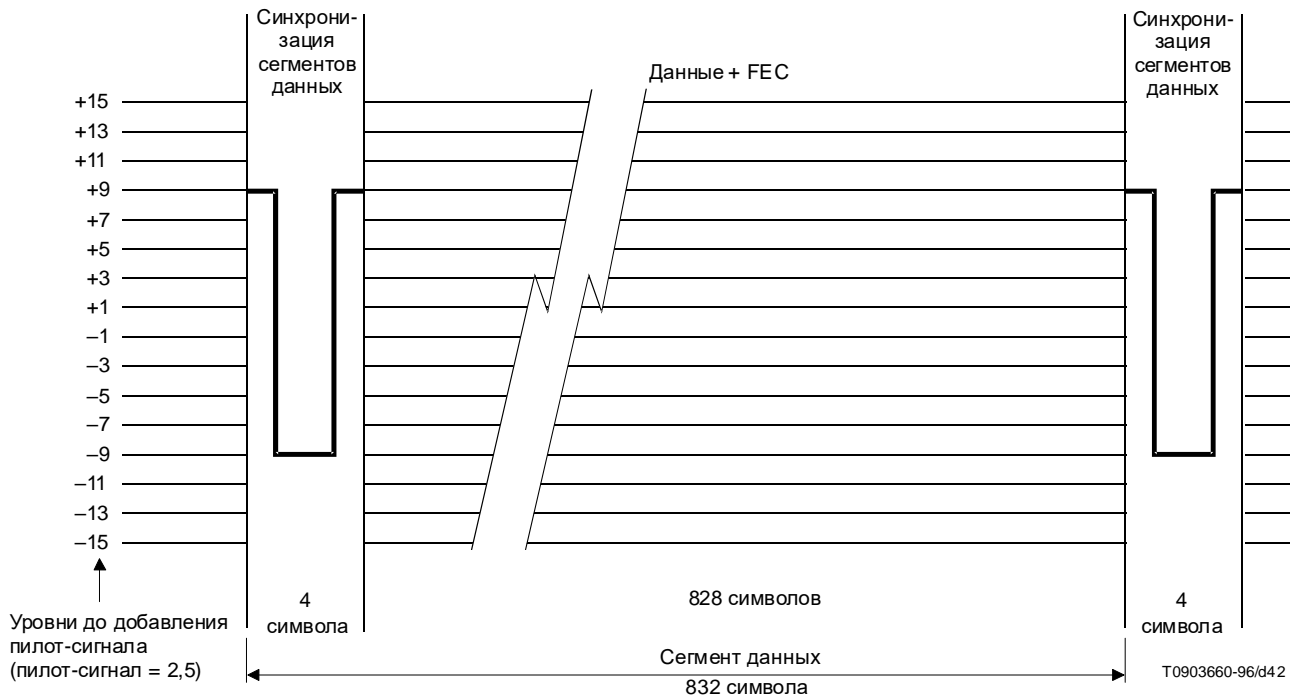 Синхрони-
зация
сегментов
данных
Синхрони-
зация
сегментов
данных
Данные + FEC
+15
+13
+11
+9
+7
+5
+3
+1
–1
–3
–5
–7
–9
–11
–13
–15
Уровни до добавления
пилот-сигнала
(пилот-сигнал = 2,5)
4
символа
828 символов
4
символа
Сегмент данных
832 символа
T0903660-96/d42